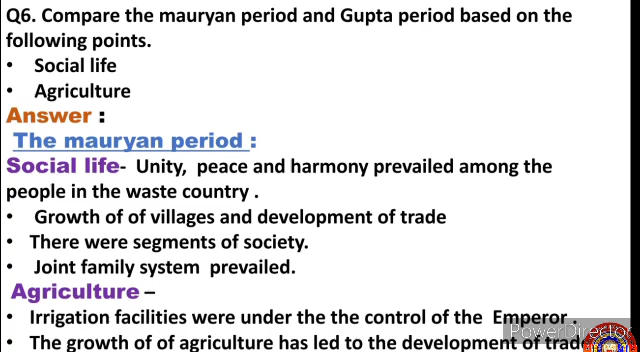 Q6. Compare the mauryan period and Gupta period based on the
following points.
• Social life
• Agriculture
Answer :
The mauryan period :
Social life- Unity, peace and harmony prevailed among the
people in the waste country .
• Growth of of villages and development of trade
• There were segments of society.
• Joint family system prevailed.
Agriculture –
• Irrigation facilities were under the the control of the Emperor .
• The growth of of agriculture has led to the development of trade
PowerDirector